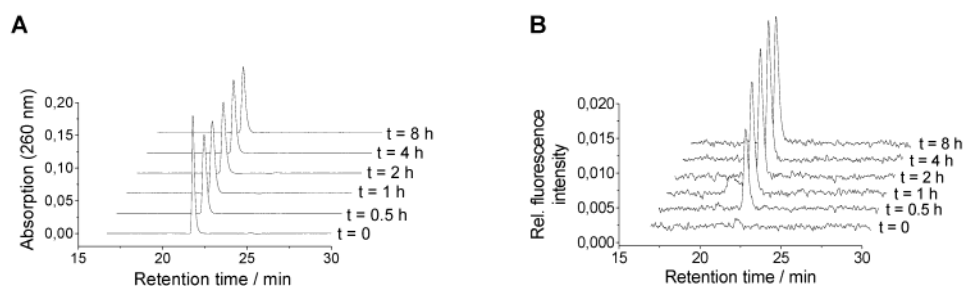 A
Absorption (260 nm)
0,20
0,15
0,10
0,05
0,00
t = 8 h
t = 4 h
t = 2 h
t = 1 h
t = 0.5 h
t = 0
15 20 25 30
Retention time / min
B
Rel. fluorescence
intensity
0,020
0,015
0,010
0,005
0,000
t = 8 h
t = 4 h
t = 2 h
t = 1 h
t = 0.5 h
t = 0
15 20 25 30
Retention time / min